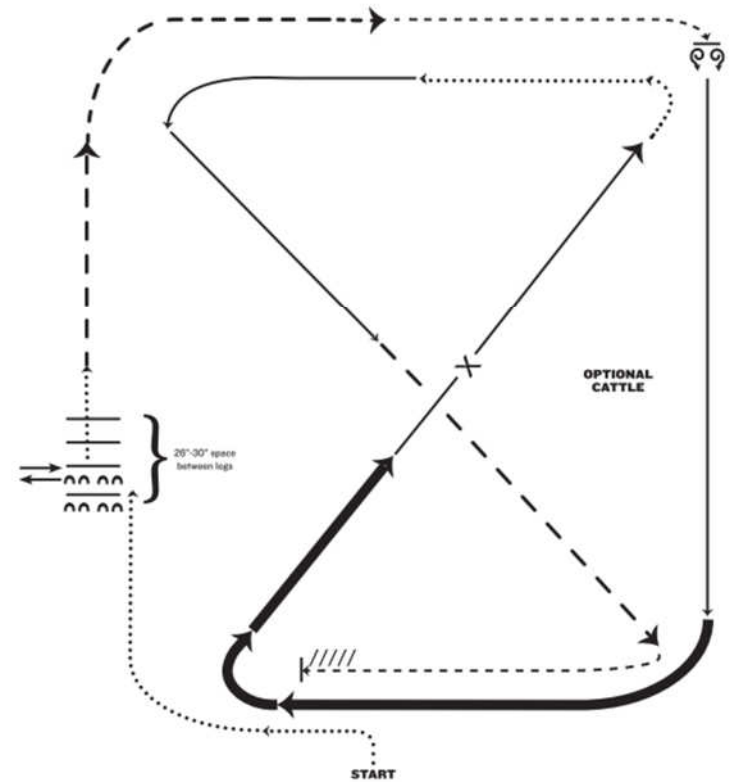 OPTIONAL
CATTLE
26"-30" space
between logs
START